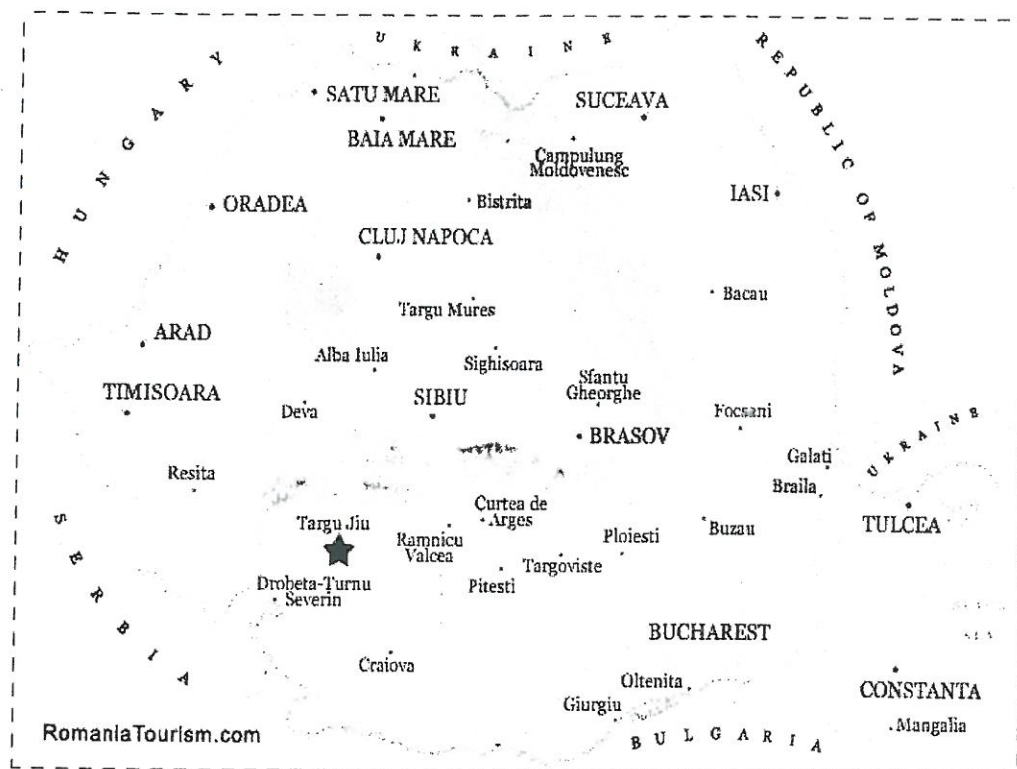 UKRAINE
REPUBLIC OF MOLDOVA
HUNGARY
SATU MARE
SUCEAVA
BAIA MARE
Campulung
Moldovenesc
IASI
ORADEA
Bistrita
CLUJ NAPOCA
Bacau
Targu Mures
ARAD
Alba Iulia
Sighisoara
Sfantu
Gheorghe
TIMISOARA
Deva
SIBIU
Focsani
BRASOV
UKRAINE
Galati
Resita
Braila
Curtea de
Arges
TULCEA
SERBIA
Targu Jiu
Ramnicu
Valcea
Ploiesti
Buzau
Targoviste
Pitesti
Drobeta-Turnu
Severin
BUCHAREST
Craiova
Oltenita
CONSTANTA
Giurgiu
Mangalia
RomaniaTourism.com
BULGARIA